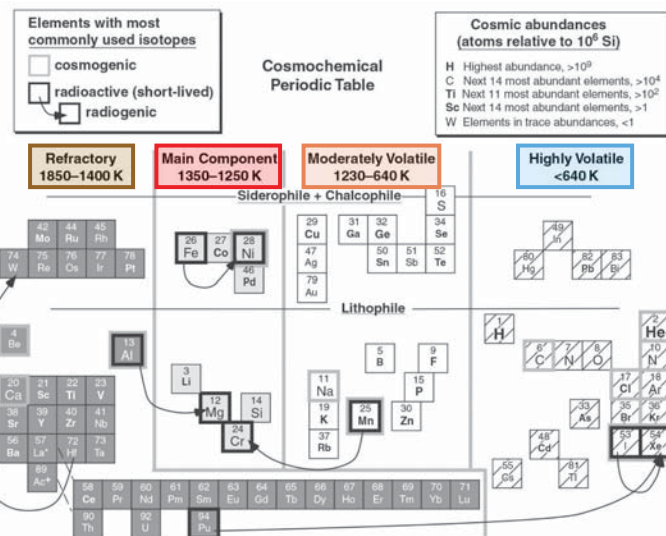 Elements with most
commonly used isotopes
cosmogenic
radioactive (short-lived)
radiogenic
Cosmochemical
Periodic Table
Cosmic abundances
(atoms relative to 10⁶ Si)
H Highest abundance, >10⁹
C Next 14 most abundant elements, >10⁴
Ti Next 11 most abundant elements, >10²
Sc Next 14 most abundant elements, >1
W Elements in trace abundances, <1
Refractory
1850–1400 K
Main Component
1350–1250 K
Moderately Volatile
1230–640 K
Highly Volatile
<640 K
Siderophile + Chalcophile
16
S
42 44 45
Mo Ru Rh
74 75 76 77 78
W Re Os Ir Pt
26 27 28
Fe Co Ni
46
Pd
29 31 32 34
Cu Ga Ge Se
47 50 51 52
Ag Sn Sb Te
79
Au
49
In
80 82 83
Hg Pb Bi
Lithophile
4
Be
13
Al
20 21 22 23
Ca Sc Ti V
38 39 40 41
Sr Y Zr Nb
56 57 72 73
Ba La* Hf Ta
89
Ac+
3
Li
12 14
Mg Si
24
Cr
5 9
B F
11 15
Na P
19 25 30
K Mn Zn
37
Rb
1 2
H He
6 7 8 10
C N O N
17 18
Cl Ar
33 35 36
As Br Kr
48 53 54
Cd I Xe
55 81
Cs Tl
58 59 60 61 62 63 64 65 66 67 68 69 70 71
Ce Pr Nd Pm Sm Eu Gd Tb Dy Ho Er Tm Yb Lu
90 92 94
Th U Pu